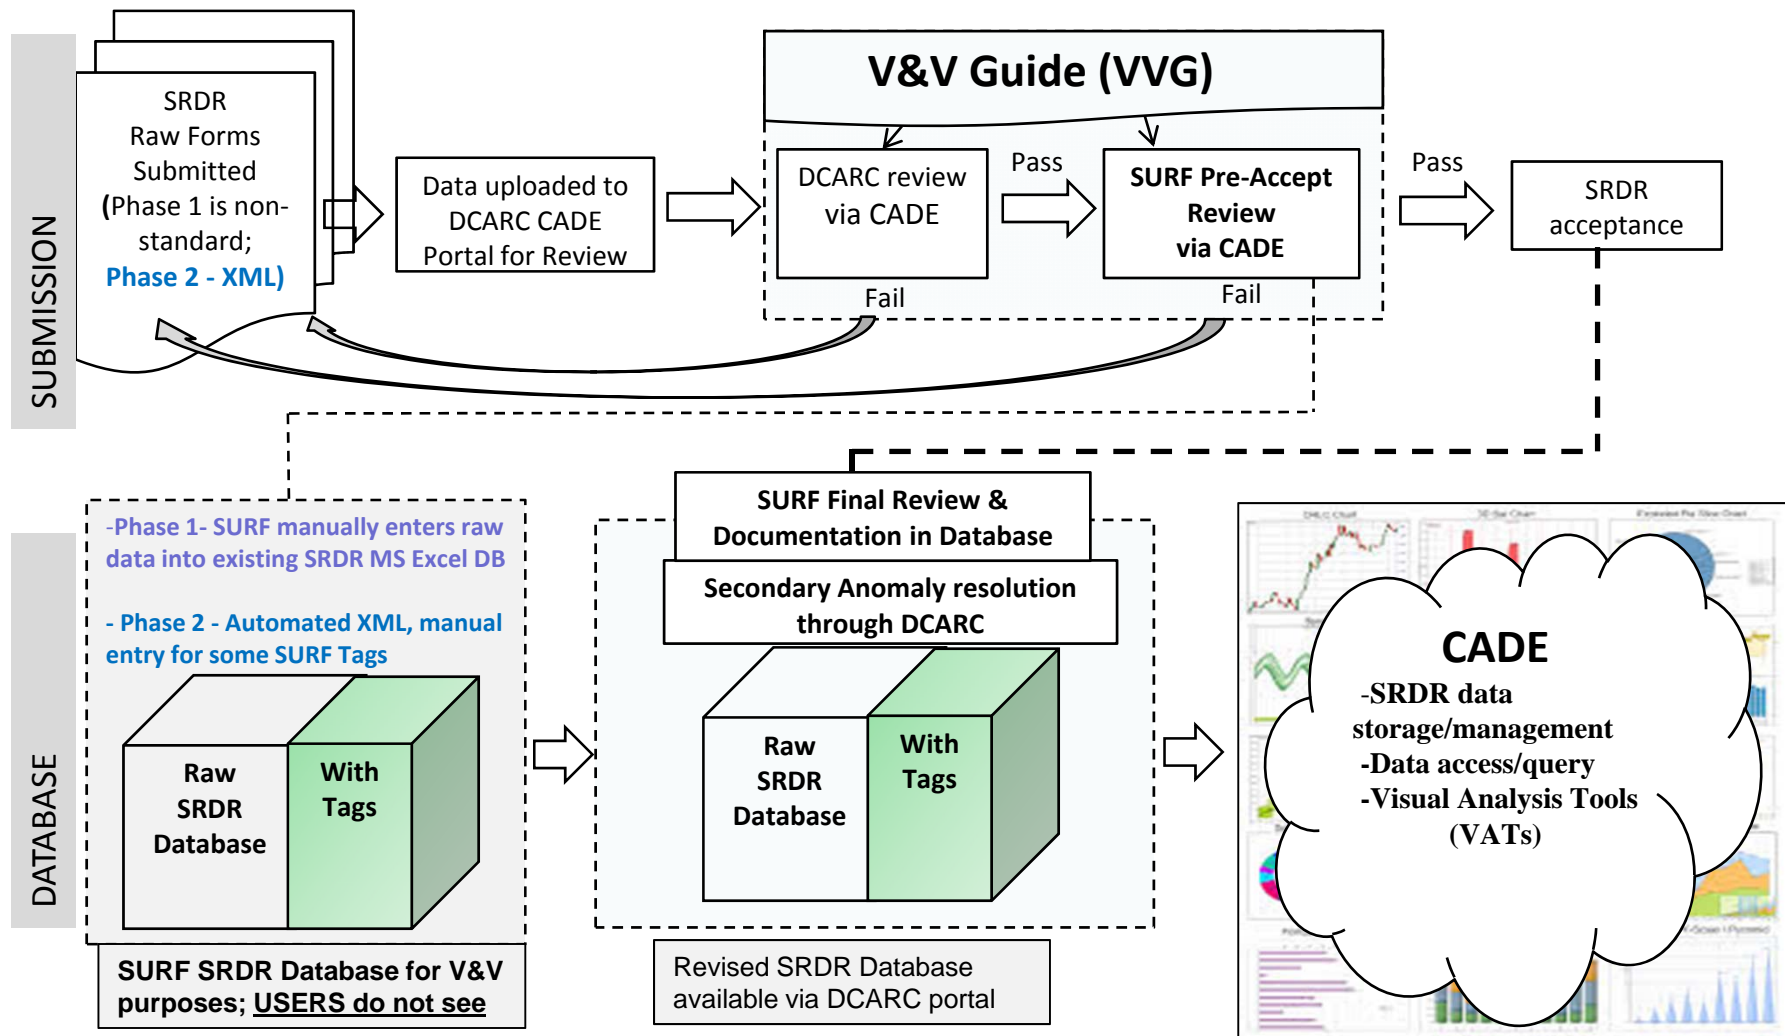 SUBMISSION
SRDR
Raw Forms
Submitted
(Phase 1 is non-
standard;
Phase 2 - XML)
Data uploaded to
DCARC CADE
Portal for Review
V&V Guide (VVG)
DCARC review
via CADE
Fail
Pass
SURF Pre-Accept
Review
via CADE
Fail
Pass
SRDR
acceptance
DATABASE
-Phase 1- SURF manually enters raw
data into existing SRDR MS Excel DB
- Phase 2 - Automated XML, manual
entry for some SURF Tags
Raw
SRDR
Database
With
Tags
SURF SRDR Database for V&V
purposes; USERS do not see
SURF Final Review &
Documentation in Database
Secondary Anomaly resolution
through DCARC
Raw
SRDR
Database
With
Tags
Revised SRDR Database
available via DCARC portal
CADE
-SRDR data
storage/management
-Data access/query
-Visual Analysis Tools
(VATs)